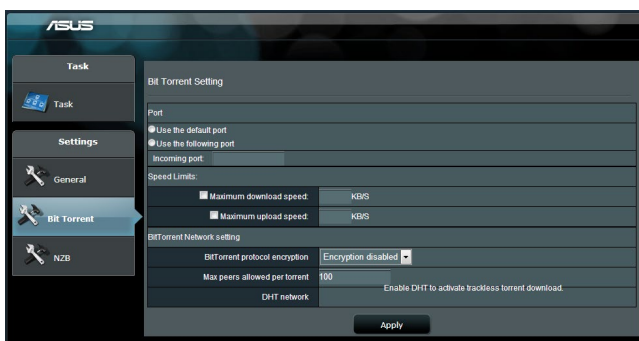 ASUS
Task
Task
Settings
General
Bit Torrent
NZB
Bit Torrent Setting
Port
Use the default port
Use the following port
Incoming port:
Speed Limits:
Maximum download speed: KB/S
Maximum upload speed: KB/S
BitTorrent Network setting
BitTorrent protocol encryption Encryption disabled
Max peers allowed per torrent 100
DHT network Enable DHT to activate trackless torrent download.
Apply